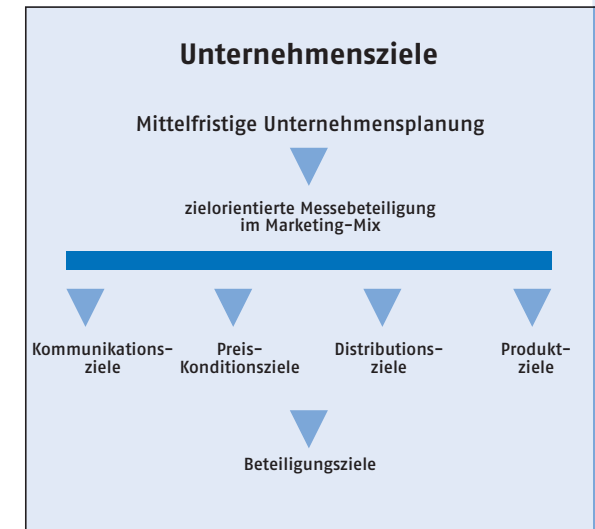 Unternehmensziele
Mittelfristige Unternehmensplanung
zielorientierte Messebeteiligung
im Marketing-Mix
Kommunikations-
ziele
Preis-
Konditionsziele
Distributions-
ziele
Produkt-
ziele
Beteiligungsziele